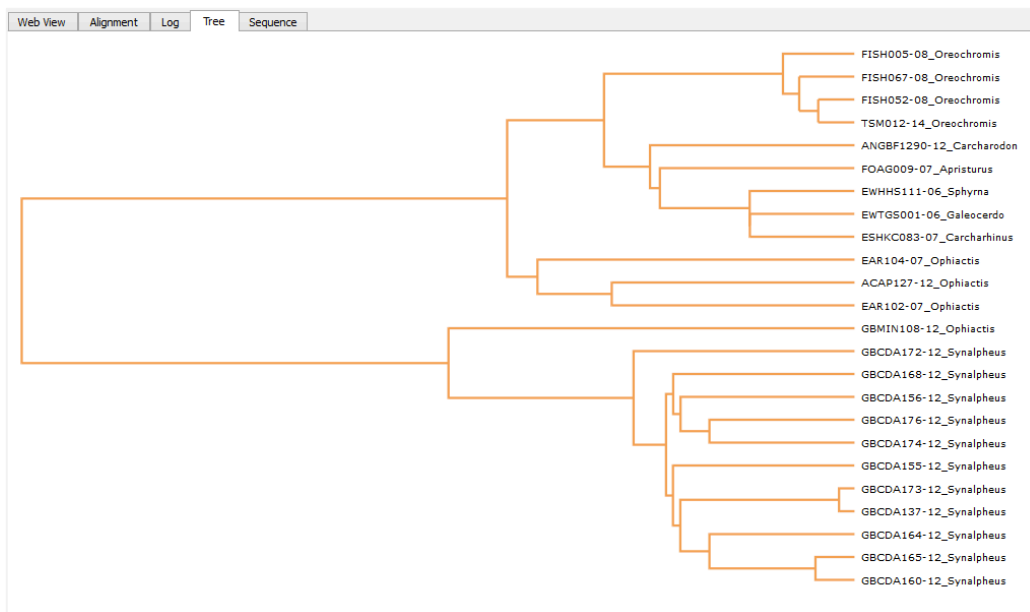 Web View Alignment Log Tree Sequence
FISH005-08_Oreochromis
FISH067-08_Oreochromis
FISH052-08_Oreochromis
TSM012-14_Oreochromis
ANGBF1290-12_Carcharodon
FOAG009-07_Apristurus
EWHHS111-06_Sphyrna
EWTGS001-06_Galeocerdo
ESHKC083-07_Carcharhinus
EAR104-07_Ophiactis
ACAP127-12_Ophiactis
EAR102-07_Ophiactis
GBMIN108-12_Ophiactis
GBCDA172-12_Synalpheus
GBCDA168-12_Synalpheus
GBCDA156-12_Synalpheus
GBCDA176-12_Synalpheus
GBCDA174-12_Synalpheus
GBCDA155-12_Synalpheus
GBCDA173-12_Synalpheus
GBCDA137-12_Synalpheus
GBCDA164-12_Synalpheus
GBCDA165-12_Synalpheus
GBCDA160-12_Synalpheus